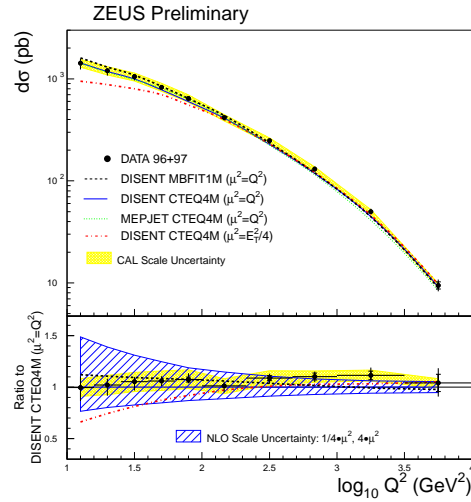 ZEUS Preliminary
dσ (pb)
10³
10²
10
DATA 96+97
DISENT MBFIT1M (μ²=Q²)
DISENT CTEQ4M (μ²=Q²)
MEPJET CTEQ4M (μ²=Q²)
DISENT CTEQ4M (μ²=E_T²/4)
CAL Scale Uncertainty
Ratio to
DISENT CTEQ4M (μ²=Q²)
1.5
1
0.5
NLO Scale Uncertainty: 1/4•μ², 4•μ²
1 1.5 2 2.5 3 3.5 4
log₁₀ Q² (GeV²)